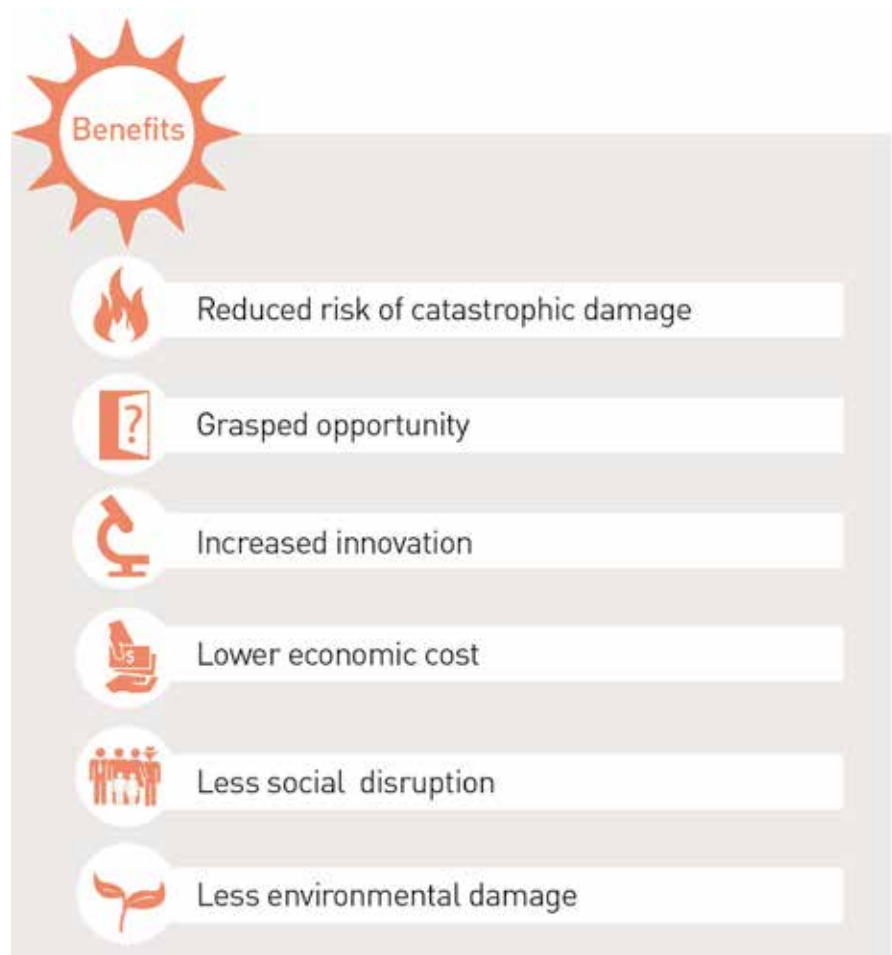 Benefits
Reduced risk of catastrophic damage
?
Grasped opportunity
Increased innovation
$
Lower economic cost
Less social disruption
Less environmental damage